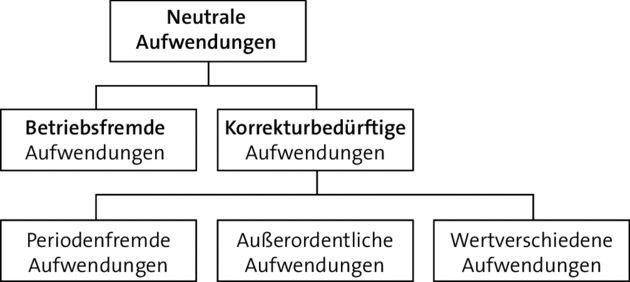 Neutrale
Aufwendungen
Betriebsfremde
Aufwendungen
Korrekturbedürftige
Aufwendungen
Periodenfremde
Aufwendungen
Außerordentliche
Aufwendungen
Wertverschiedene
Aufwendungen